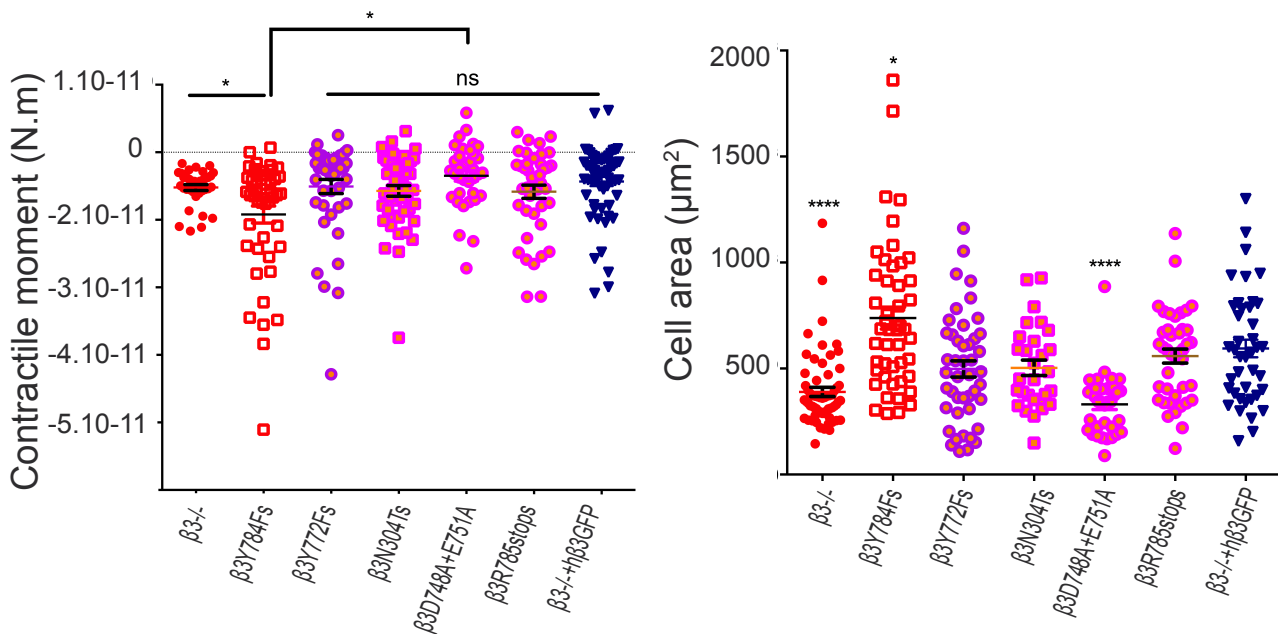 *
*
ns
Contractile moment (N.m)
1.10-11
0
-2.10-11
-3.10-11
-4.10-11
-5.10-11
β3-/-
β3Y784Fs
β3Y772Fs
β3N304Ts
β3D748A+E751A
β3R785stops
β3-/-+hβ3GFP
Cell area (µm²)
2000
1500
1000
500
0
****
*
****
β3-/-
β3Y784Fs
β3Y772Fs
β3N304Ts
β3D748A+E751A
β3R785stops
β3-/-+hβ3GFP